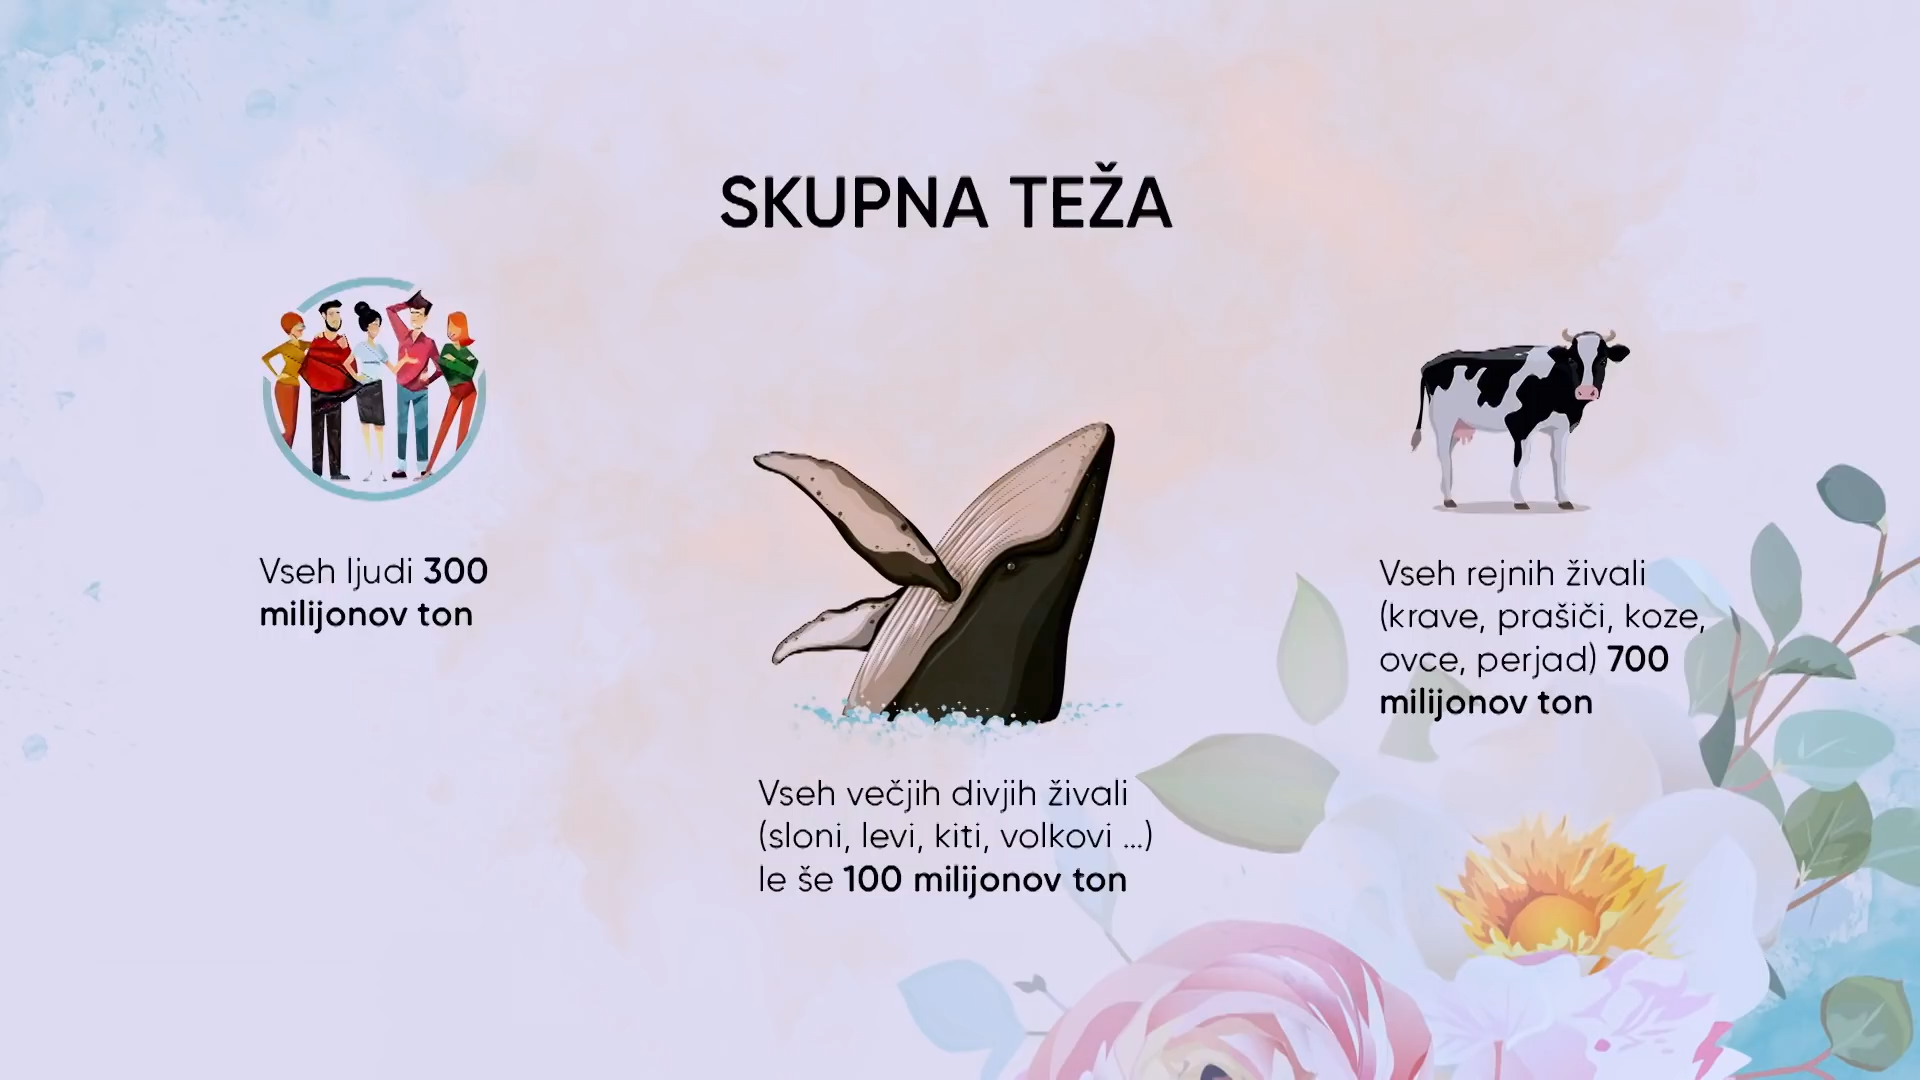 SKUPNA TEŽA
Vseh ljudi 300
milijonov ton
Vseh večjih divjih živali
(sloni, levi, kiti, volkovi ...)
le še 100 milijonov ton
Vseh rejnih živali
(krave, prašiči, koze,
ovce, perjad) 700
milijonov ton